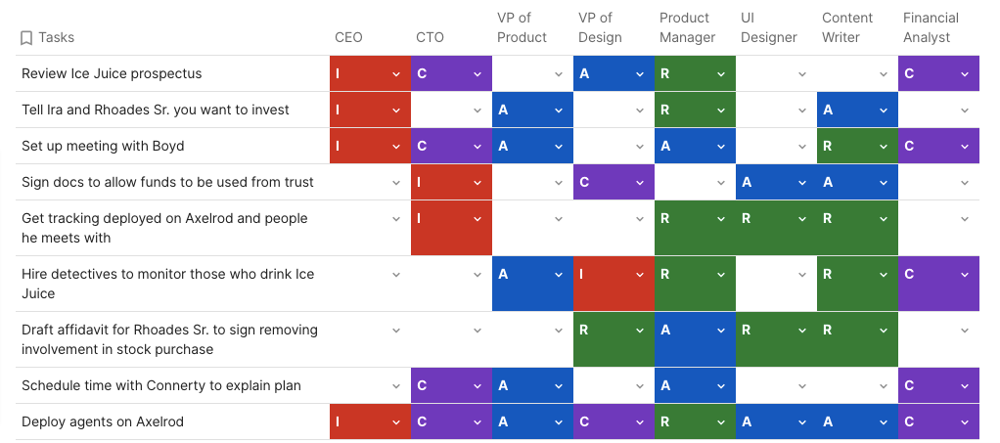 Tasks CEO CTO VP of Product VP of Design Product Manager UI Designer Content Writer Financial Analyst
Review Ice Juice prospectus I C A R C
Tell Ira and Rhoades Sr. you want to invest I A R A
Set up meeting with Boyd I C A A R C
Sign docs to allow funds to be used from trust I C A A
Get tracking deployed on Axelrod and people I R R R
he meets with
Hire detectives to monitor those who drink Ice A I R R C
Juice
Draft affidavit for Rhoades Sr. to sign removing R A R R
involvement in stock purchase
Schedule time with Connerty to explain plan C A A C
Deploy agents on Axelrod I C A C R A A C